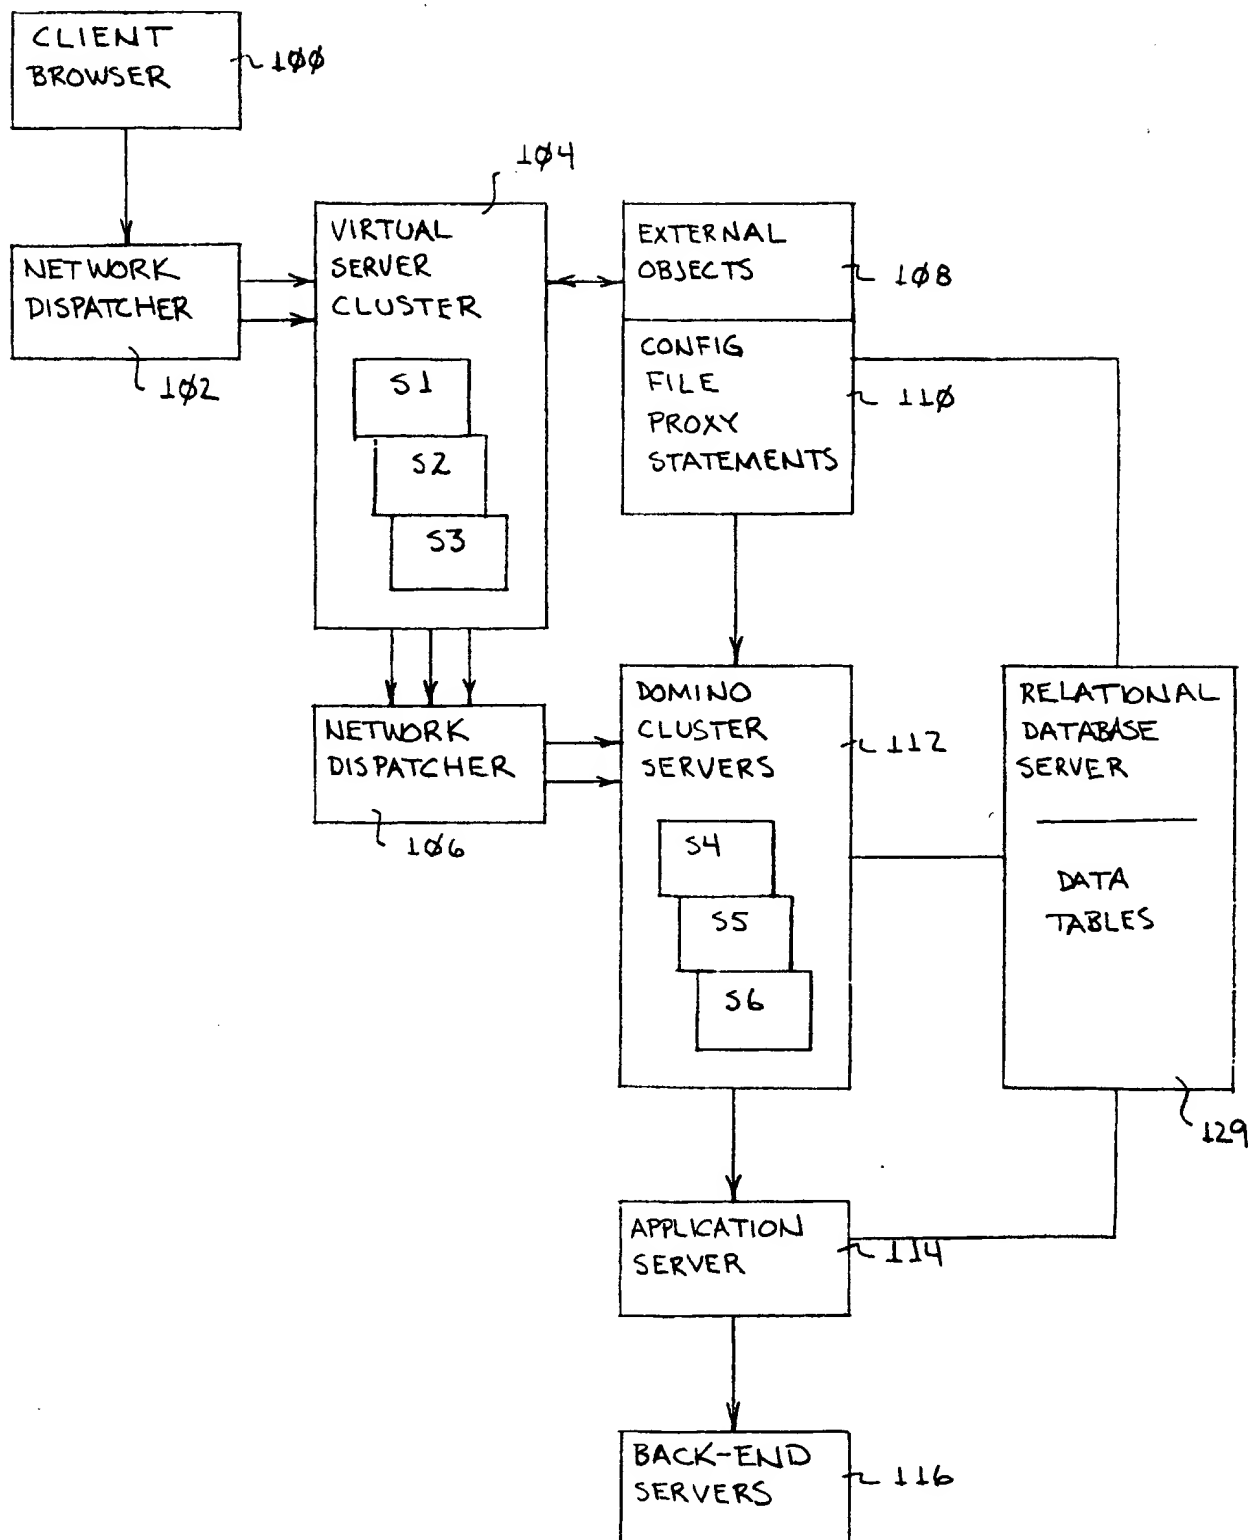 CLIENT
BROWSER
100
104
VIRTUAL
SERVER
CLUSTER
EXTERNAL
OBJECTS
108
NETWORK
DISPATCHER
102
CONFIG
FILE
PROXY
STATEMENTS
110
S1
S2
S3
DOMINO
CLUSTER
SERVERS
112
RELATIONAL
DATABASE
SERVER
NETWORK
DISPATCHER
106
S4
S5
S6
DATA
TABLES
129
APPLICATION
SERVER
114
BACK-END
SERVERS
116